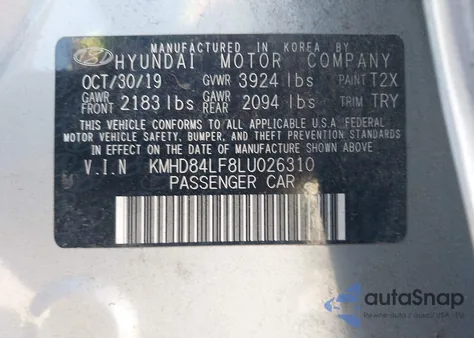 MANUFACTURED IN KOREA BY
HYUNDAI MOTOR COMPANY
OCT/30/19 GVWR 3924 lbs PAINT T2X
GAWR FRONT 2183 lbs GAWR REAR 2094 lbs TRIM TRY
THIS VEHICLE CONFORMS TO ALL APPLICABLE U.S.A FEDERAL
MOTOR VEHICLE SAFETY, BUMPER, AND THEFT PREVENTION STANDARDS
IN EFFECT ON THE DATE OF MANUFACTURE SHOWN ABOVE.
V.I.N KMHD84LF8LU026310
PASSENGER CAR
autoSnap